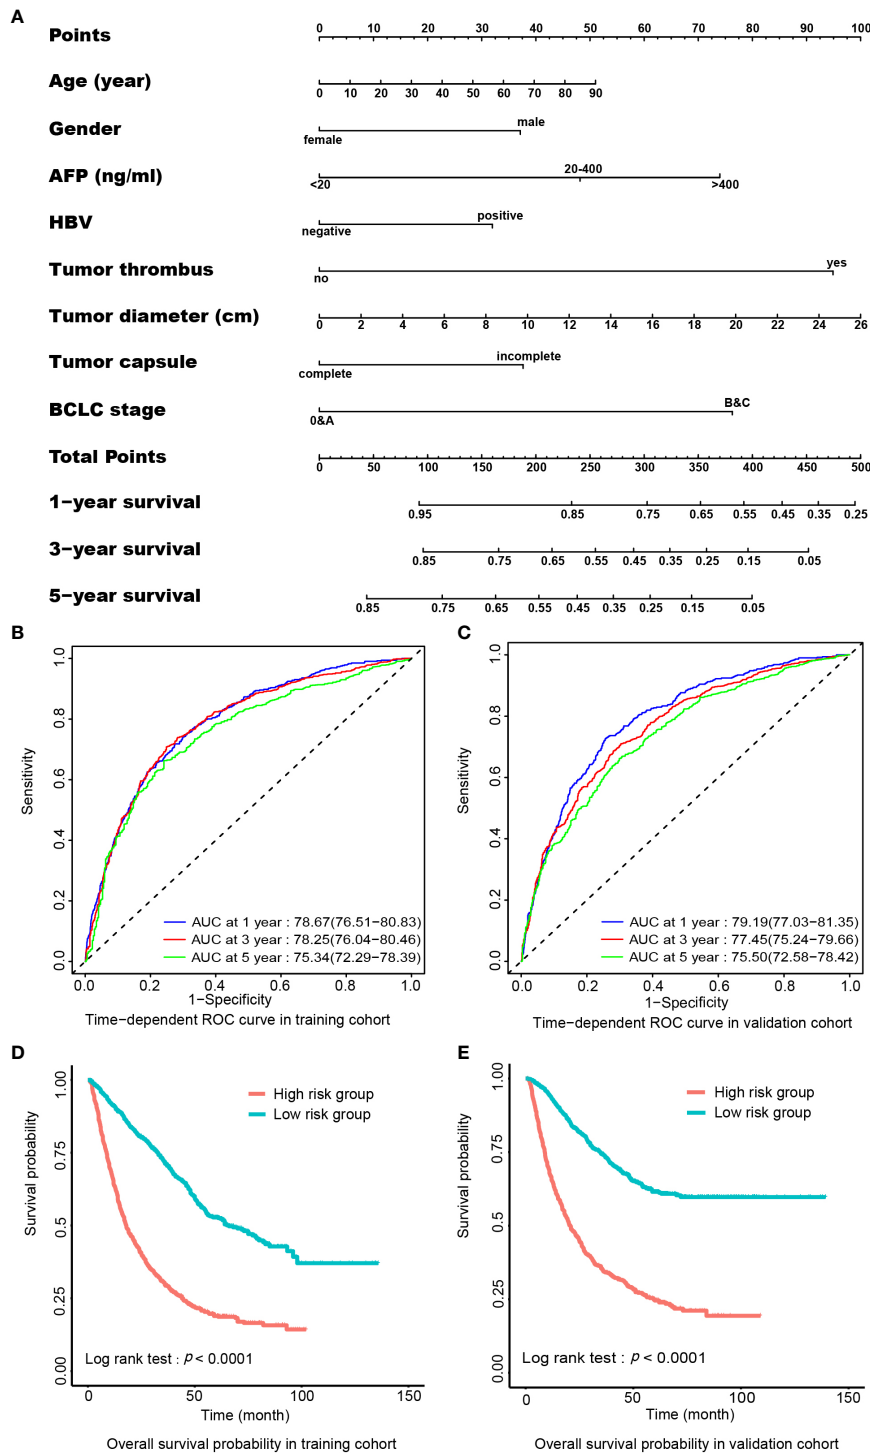 A
Points
0 10 20 30 40 50 60 70 80 90 100
Age (year)
0 10 20 30 40 50 60 70 80 90
Gender
male
female
AFP (ng/ml)
20-400
<20 >400
HBV
positive
negative
Tumor thrombus
yes
no
Tumor diameter (cm)
0 2 4 6 8 10 12 14 16 18 20 22 24 26
Tumor capsule
incomplete
complete
BCLC stage
B&C
0&A
Total Points
0 50 100 150 200 250 300 350 400 450 500
1−year survival
0.95 0.85 0.75 0.65 0.55 0.45 0.35 0.25
3−year survival
0.85 0.75 0.65 0.55 0.45 0.35 0.25 0.15 0.05
5−year survival
0.85 0.75 0.65 0.55 0.45 0.35 0.25 0.15 0.05
B
Sensitivity
1.0
0.8
0.6
0.4
0.2
0.0
AUC at 1 year : 78.67(76.51−80.83)
AUC at 3 year : 78.25(76.04−80.46)
AUC at 5 year : 75.34(72.29−78.39)
0.0 0.2 0.4 0.6 0.8 1.0
1−Specificity
Time−dependent ROC curve in training cohort
C
Sensitivity
1.0
0.8
0.6
0.4
0.2
0.0
AUC at 1 year : 79.19(77.03−81.35)
AUC at 3 year : 77.45(75.24−79.66)
AUC at 5 year : 75.50(72.58−78.42)
0.0 0.2 0.4 0.6 0.8 1.0
1−Specificity
Time−dependent ROC curve in validation cohort
D
Survival probability
1.00
0.75
0.5
0.25
0.00
High risk group
Low risk group
Log rank test : p < 0.0001
0 50 100 150
Time (month)
Overall survival probability in training cohort
E
Survival probability
1.00
0.75
0.5
0.25
0.00
High risk group
Low risk group
Log rank test : p < 0.0001
0 50 100 150
Time (month)
Overall survival probability in validation cohort